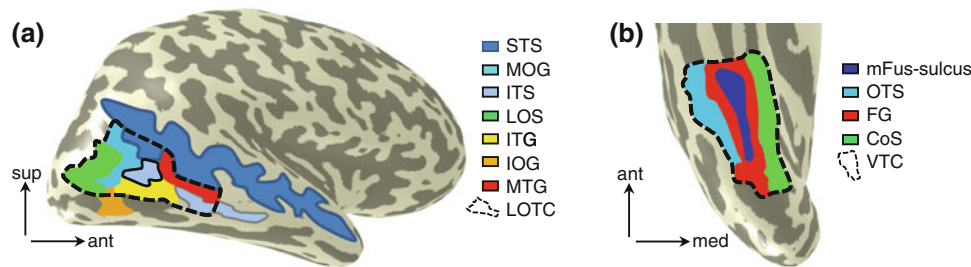 (a)
STS
MOG
ITS
LOS
ITG
IOG
MTG
LOTC
sup
ant
(b)
mFus-sulcus
OTS
FG
CoS
VTC
ant
med